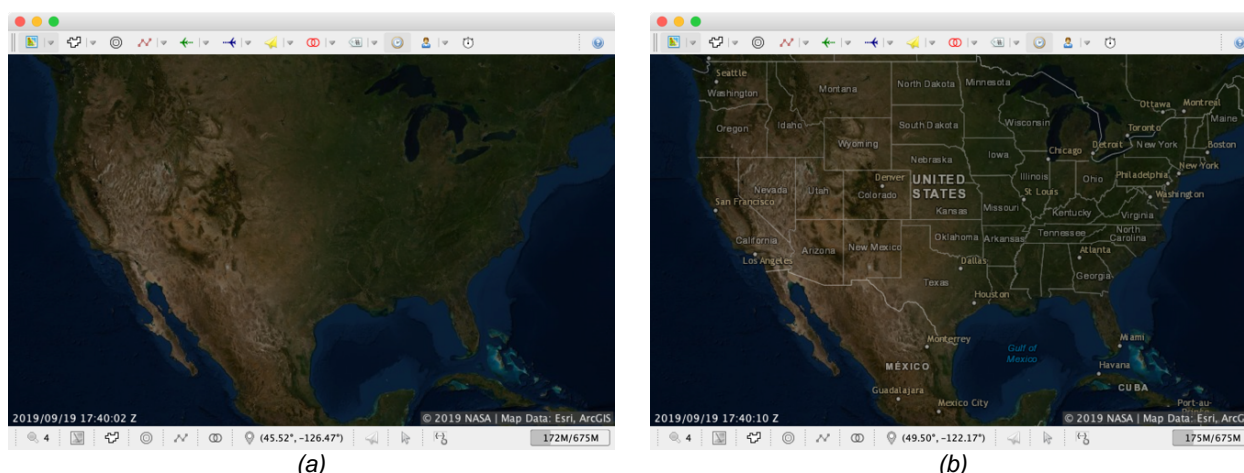 2019/09/19 17:40:02 Z
© 2019 NASA | Map Data: Esri, ArcGIS
4
(45.52°, -126.47°)
172M/675M
(a)
Seattle
Washington
Montana
North Dakota
Minnesota
Ottawa
Montreal
Maine
Oregon
Idaho
South Dakota
Wisconsin
Toronto
Wyoming
Chicago
Detroit
New York
Boston
Nebraska
Iowa
New York
Denver
UNITED
STATES
Illinois
Ohio
Philadelphia
Nevada
Utah
Colorado
St Louis
Washington
San Francisco
Kansas
Missouri
Kentucky
Virginia
California
Oklahoma
Arkansas
Tennessee
North
Carolina
Los Angeles
Arizona
New Mexico
Dallas
Atlanta
Texas
Georgia
Houston
Monterrey
Gulf of
Mexico
Miami
MÉXICO
Havana
CUBA
Guadalajara
Mexico City
Port-au-
2019/09/19 17:40:10 Z
© 2019 NASA | Map Data: Esri, ArcGIS
4
(49.50°, -122.17°)
175M/675M
(b)